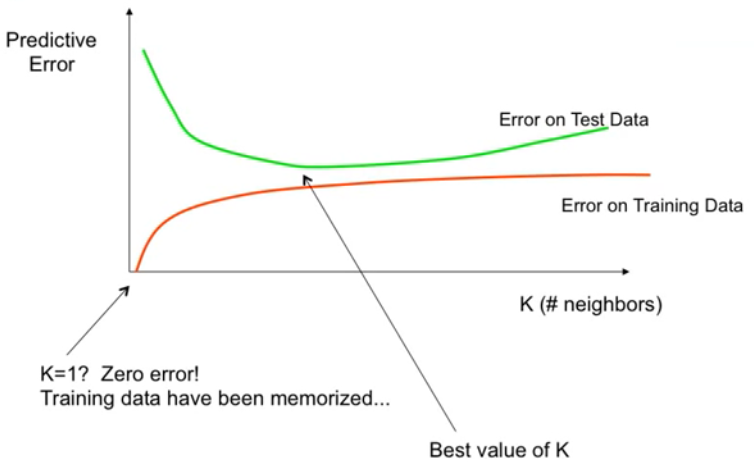 Predictive
Error
Error on Test Data
Error on Training Data
K (# neighbors)
K=1? Zero error!
Training data have been memorized...
Best value of K